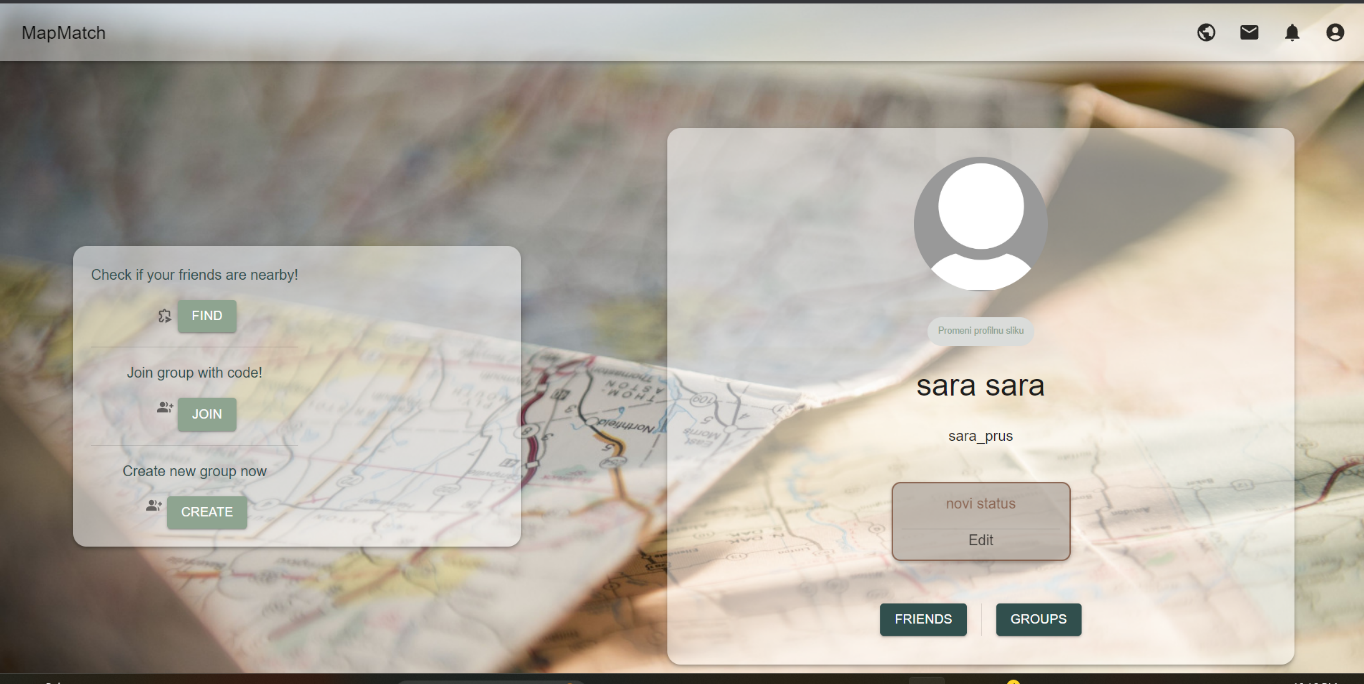 MapMatch
Check if your friends are nearby!
FIND
Join group with code!
JOIN
Create new group now
CREATE
Promeni profilnu sliku
sara sara
sara_prus
novi status
Edit
FRIENDS
GROUPS
Northfield